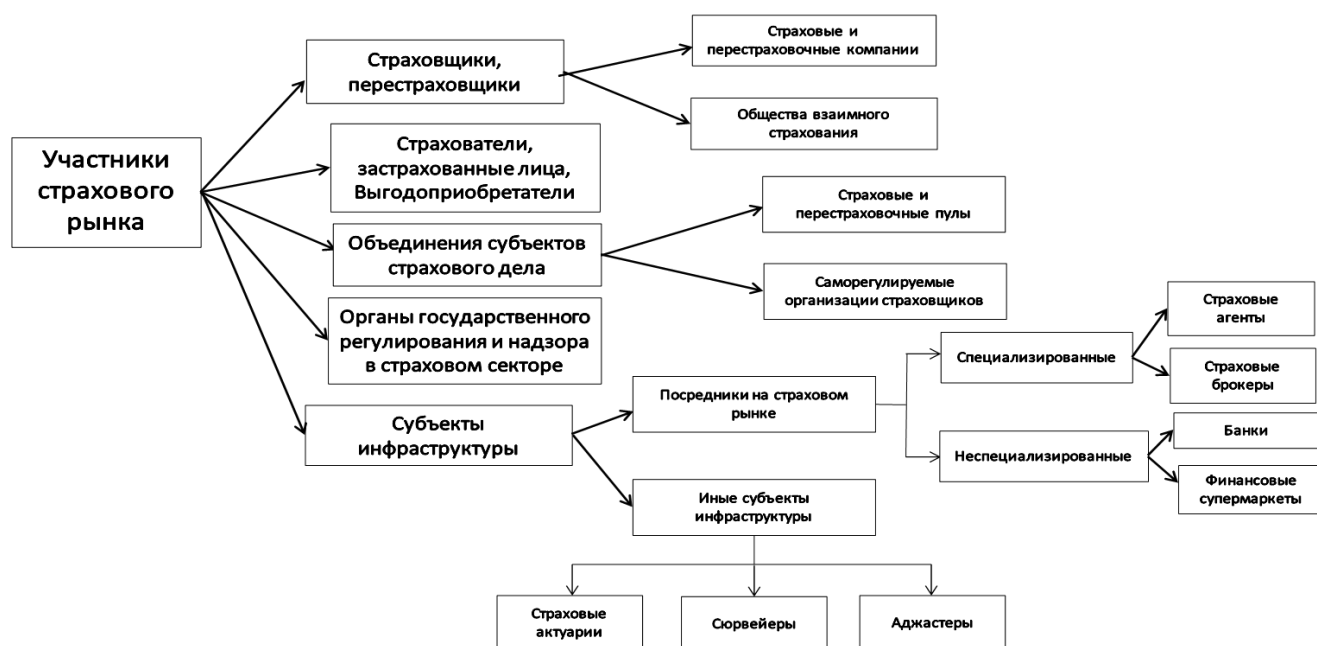 Участники
страхового
рынка
Страховщики,
перестраховщики
Страховые и
перестраховочные компании
Общества взаимного
страхования
Страхователи,
застрахованные лица,
Выгодоприобретатели
Объединения субъектов
страхового дела
Страховые и
перестраховочные пулы
Саморегулируемые
организации страховщиков
Органы государственного
регулирования и надзора
в страховом секторе
Субъекты
инфраструктуры
Посредники на страховом
рынке
Специализированные
Страховые
агенты
Страховые
брокеры
Неспециализированные
Банки
Финансовые
супермаркеты
Иные субъекты
инфраструктуры
Страховые
актуарии
Сюрвейеры
Аджастеры